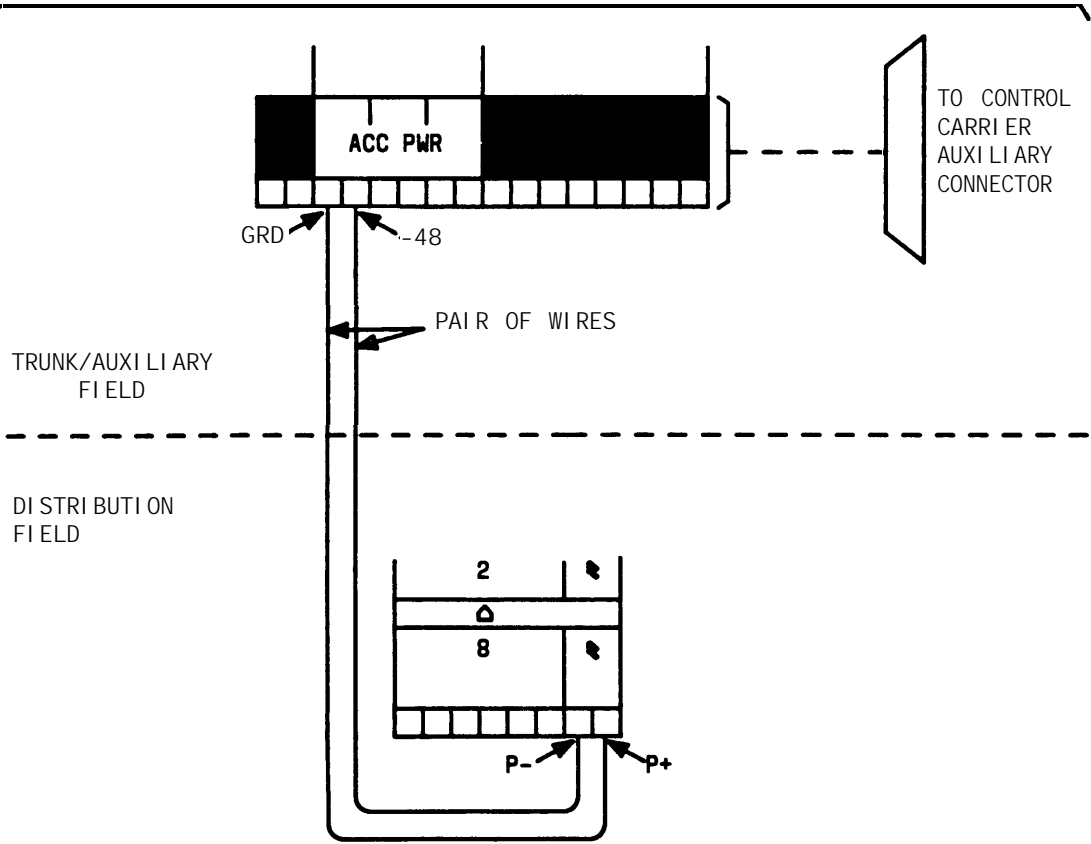 TO CONTROL
CARRIER
AUXILIARY
CONNECTOR
ACC PWR
GRD
-48
PAIR OF WIRES
TRUNK/AUXILIARY
FIELD
DISTRIBUTION
FIELD
2
8
P-
P+